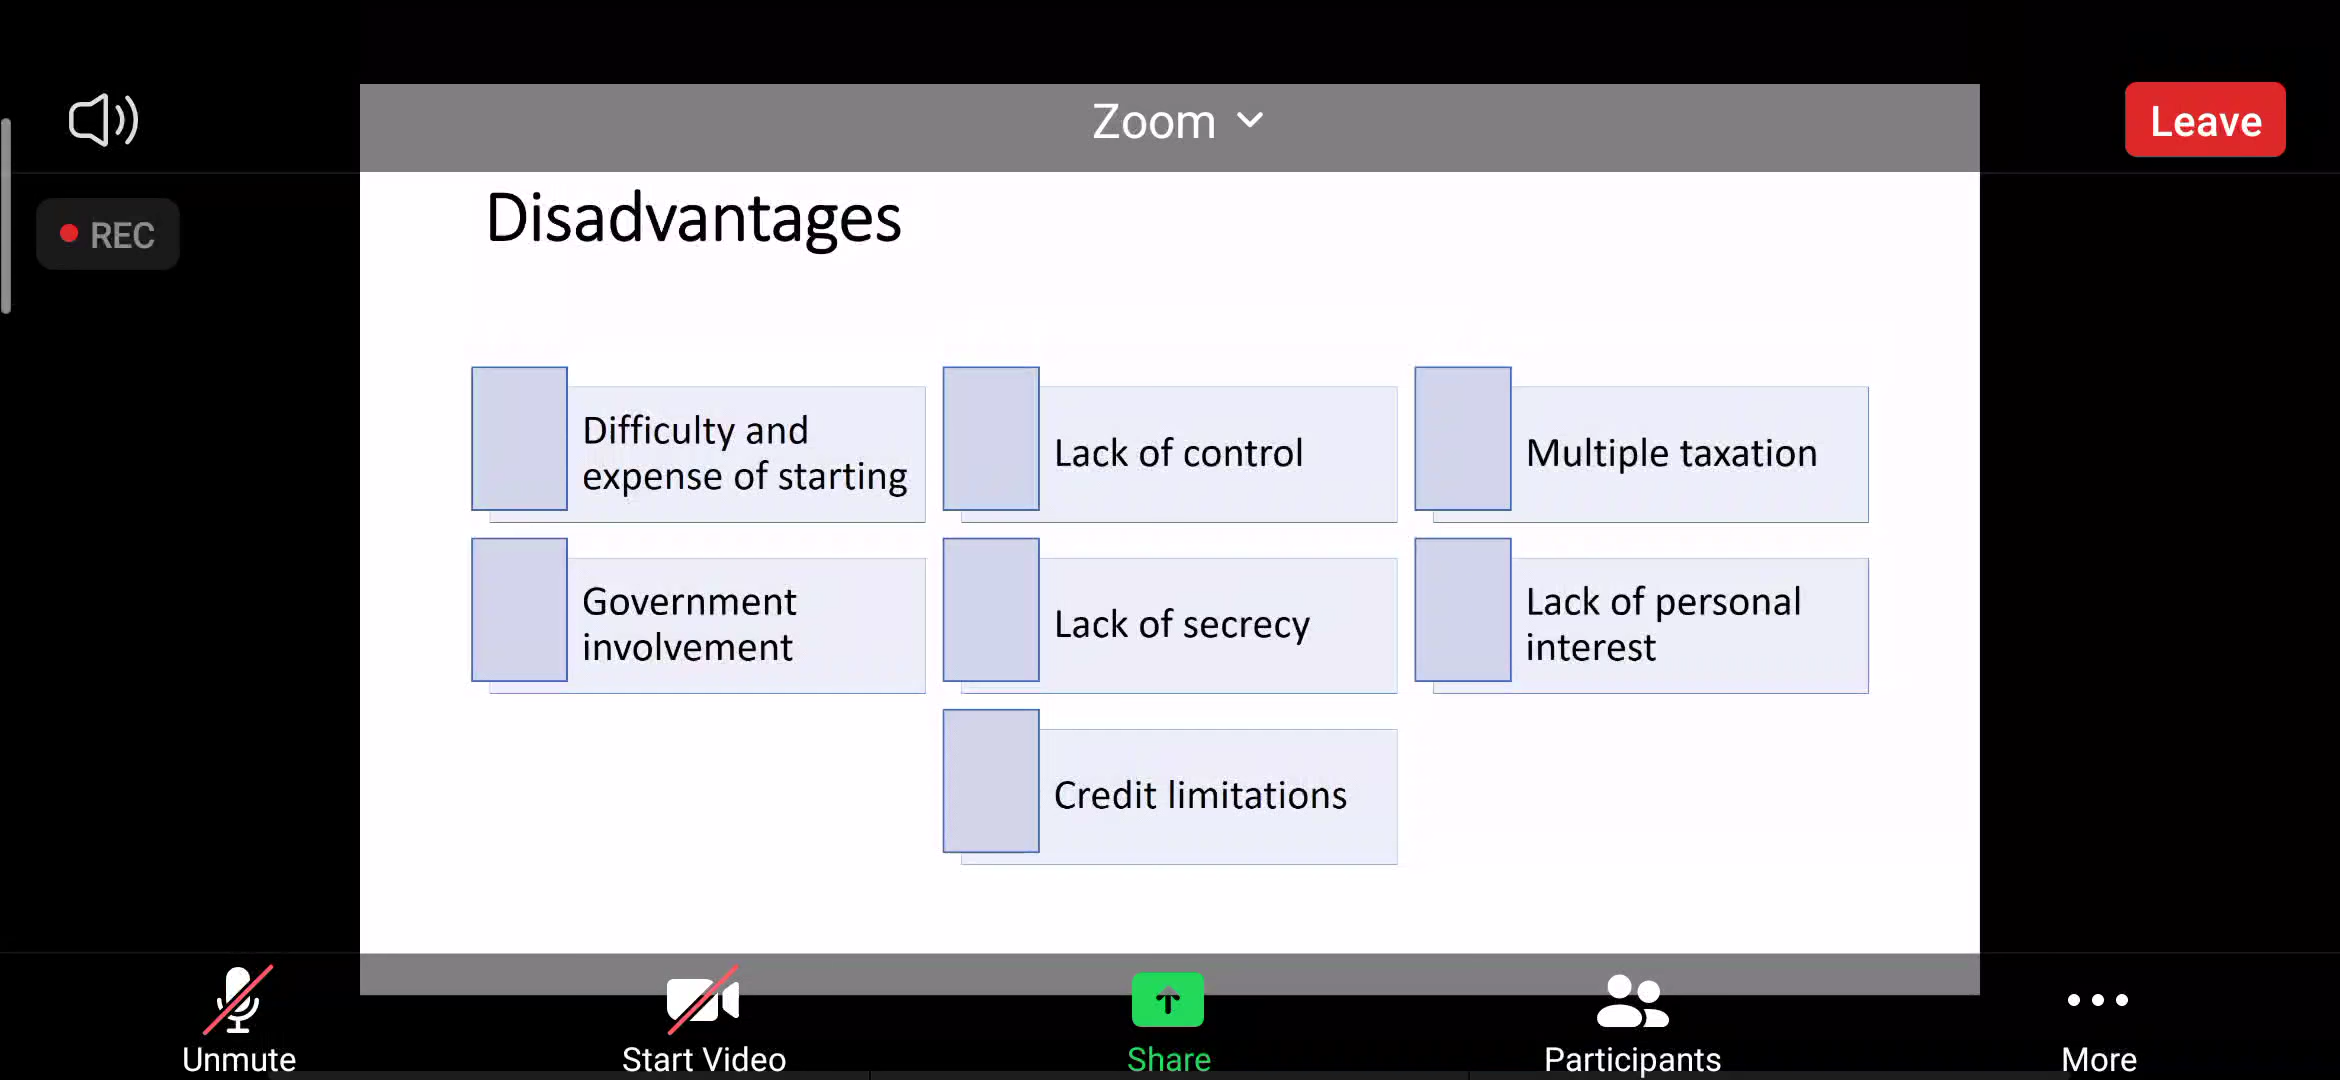 Zoom
Leave
REC
Disadvantages
Difficulty and
expense of starting
Lack of control
Multiple taxation
Government
involvement
Lack of secrecy
Lack of personal
interest
Credit limitations
Unmute
Start Video
Share
Participants
More